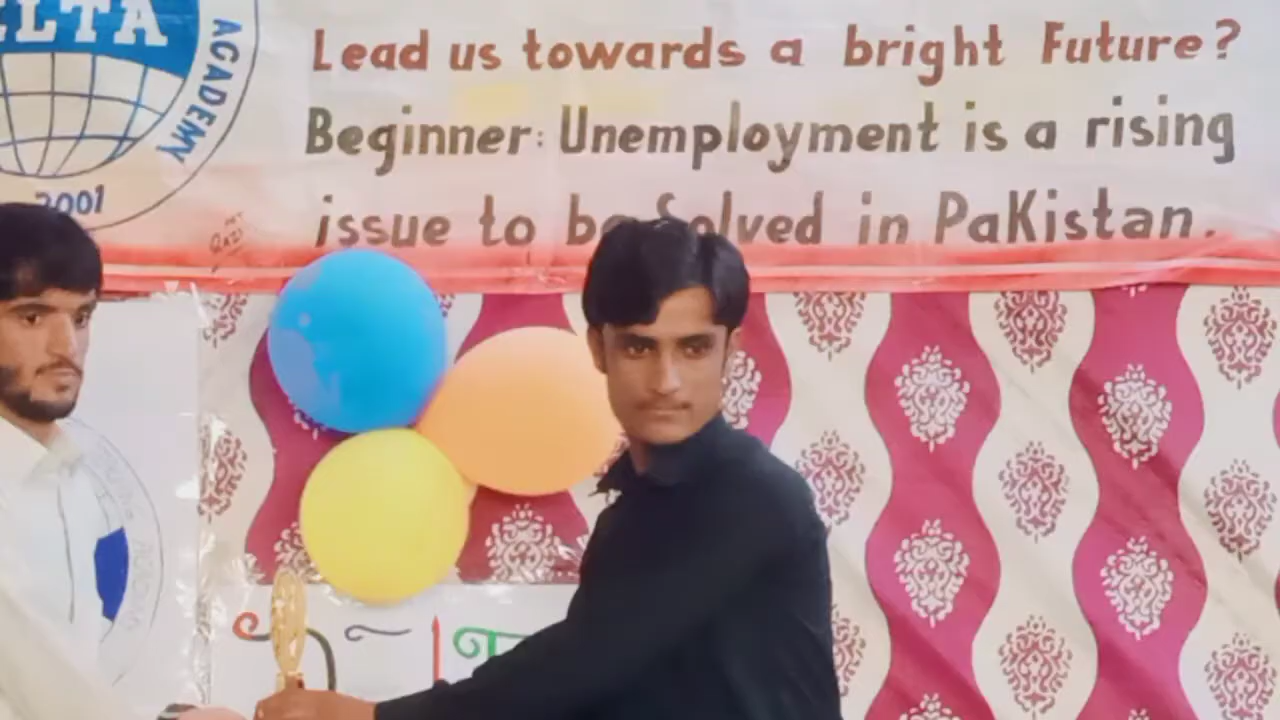 ACADEMY
2001
Lead us towards a bright Future?
Beginner: Unemployment is a rising
issue to be Solved in PaKistan.